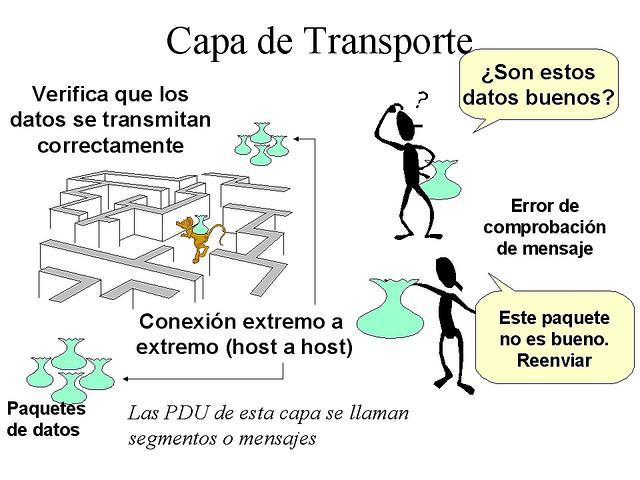 Capa de Transporte
¿Son estos
datos buenos?
Verifica que los
datos se transmitan
correctamente
?
Error de
comprobación
de mensaje
Conexión extremo a
extremo (host a host)
Este paquete
no es bueno.
Reenviar
Paquetes
de datos
Las PDU de esta capa se llaman
segmentos o mensajes